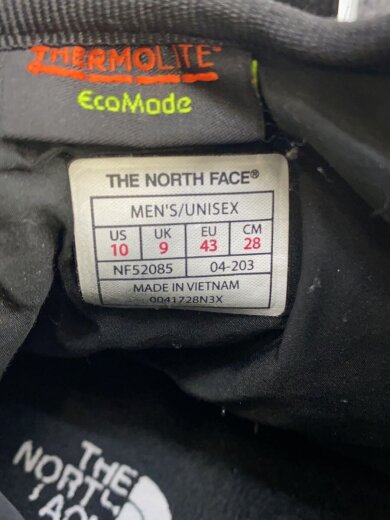 THERMOLITE
EcoMade
THE NORTH FACE®
MEN'S/UNISEX
US UK EU CM
10 9 43 28
NF52085 04-203
MADE IN VIETNAM
0041728N3X
THE
NORTH
FACE